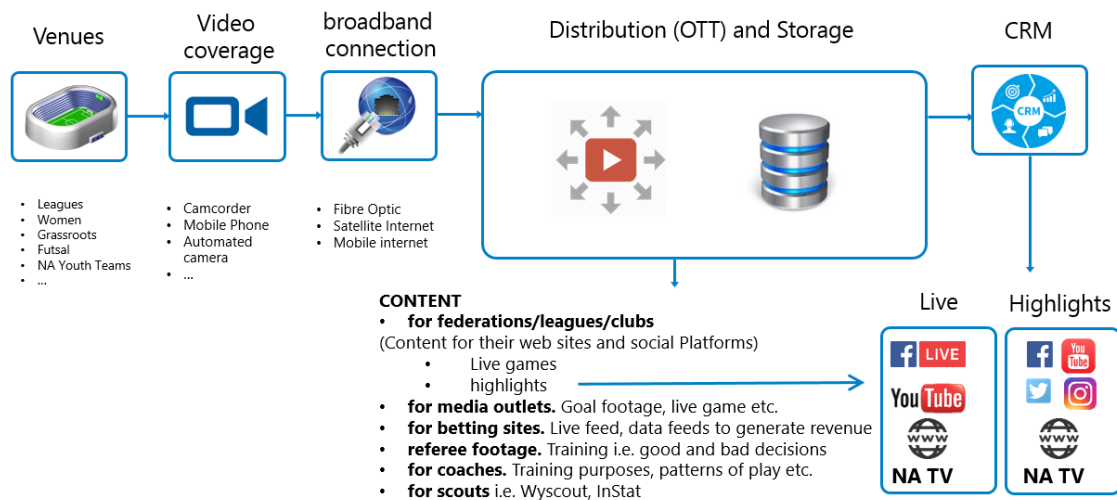 Venues
Video
coverage
broadband
connection
Distribution (OTT) and Storage
CRM
CRM
• Leagues
• Women
• Grassroots
• Futsal
• NA Youth Teams
• ...
• Camcorder
• Mobile Phone
• Automated
camera
• ...
• Fibre Optic
• Satellite Internet
• Mobile internet
CONTENT
• for federations/leagues/clubs
(Content for their web sites and social Platforms)
• Live games
• highlights
• for media outlets. Goal footage, live game etc.
• for betting sites. Live feed, data feeds to generate revenue
• referee footage. Training i.e. good and bad decisions
• for coaches. Training purposes, patterns of play etc.
• for scouts i.e. Wyscout, InStat
Live
f LIVE
YouTube
WWW
NA TV
Highlights
f
You
Tube
WWW
NA TV